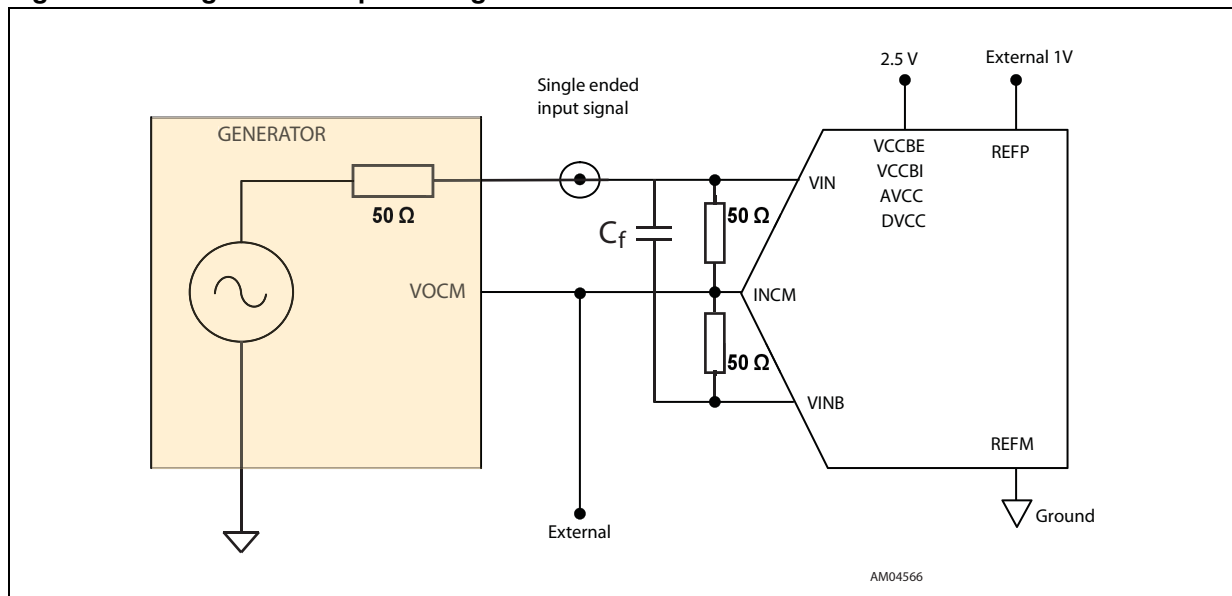 Single ended
input signal
2.5 V
External 1V
GENERATOR
50 Ω
VCCBE
VCCBI
AVCC
DVCC
REFP
VIN
Cf
50 Ω
VOCM
INCM
50 Ω
VINB
REFM
External
Ground
AM04566